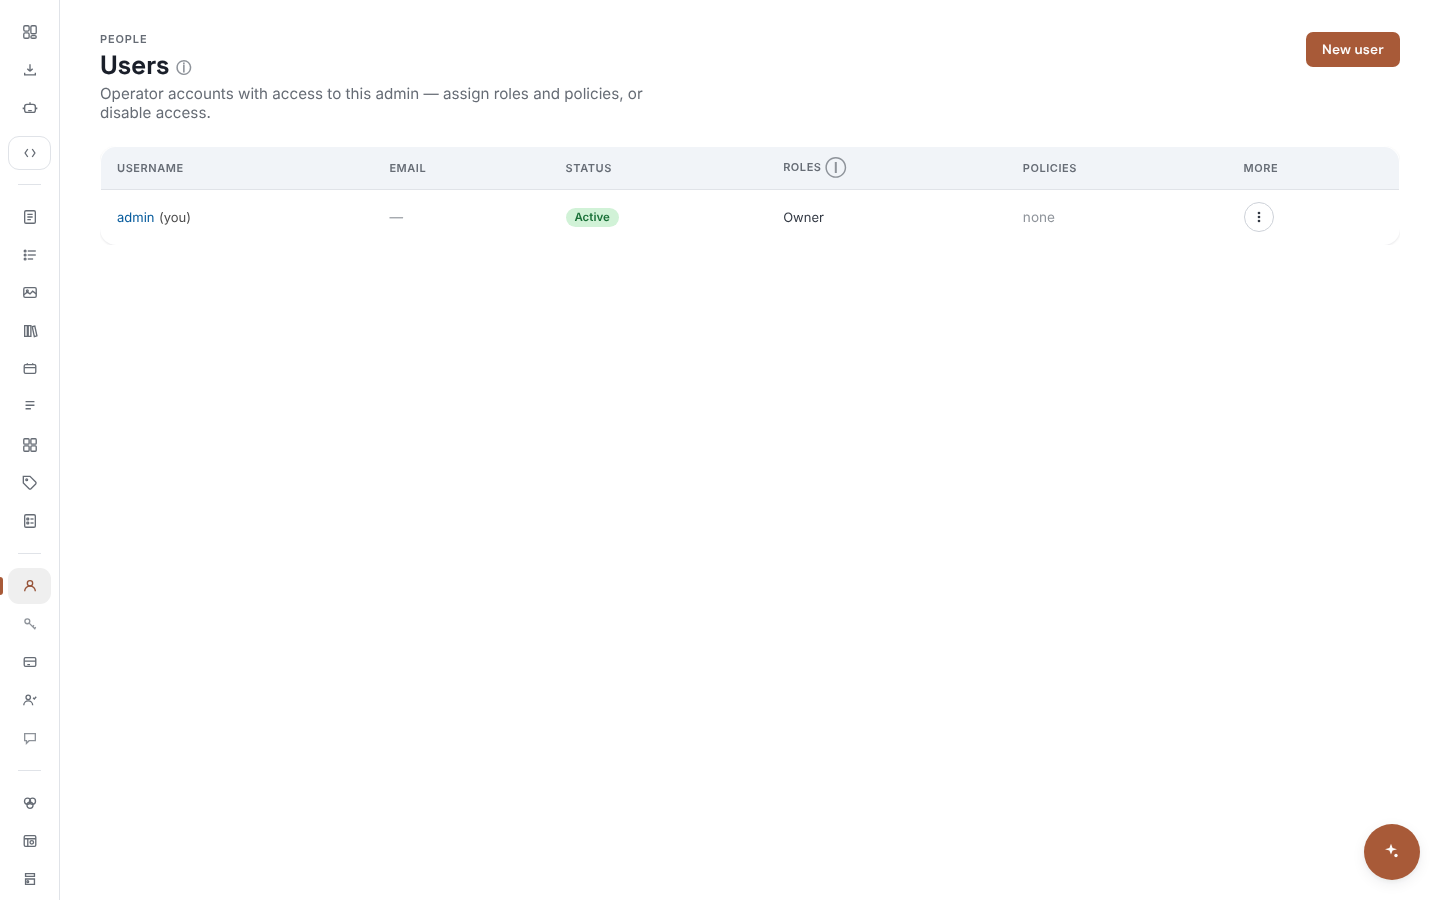 PEOPLE
Users
New user
Operator accounts with access to this admin — assign roles and policies, or
disable access.
USERNAME EMAIL STATUS ROLES POLICIES MORE
admin (you) — Active Owner none